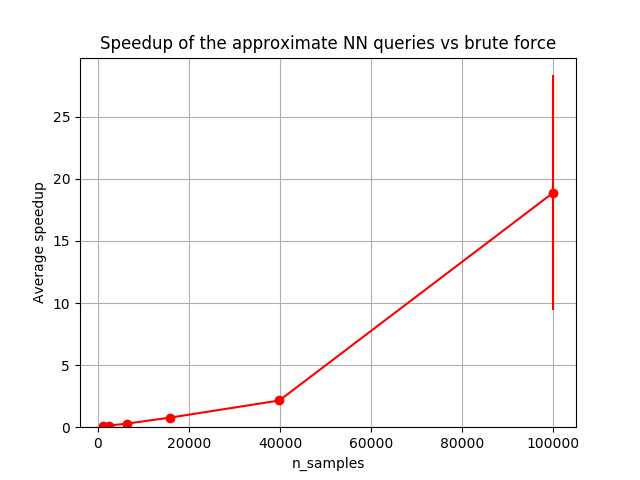 Speedup of the approximate NN queries vs brute force
25
20
15
10
5
0
Average speedup
0 20000 40000 60000 80000 100000
n_samples